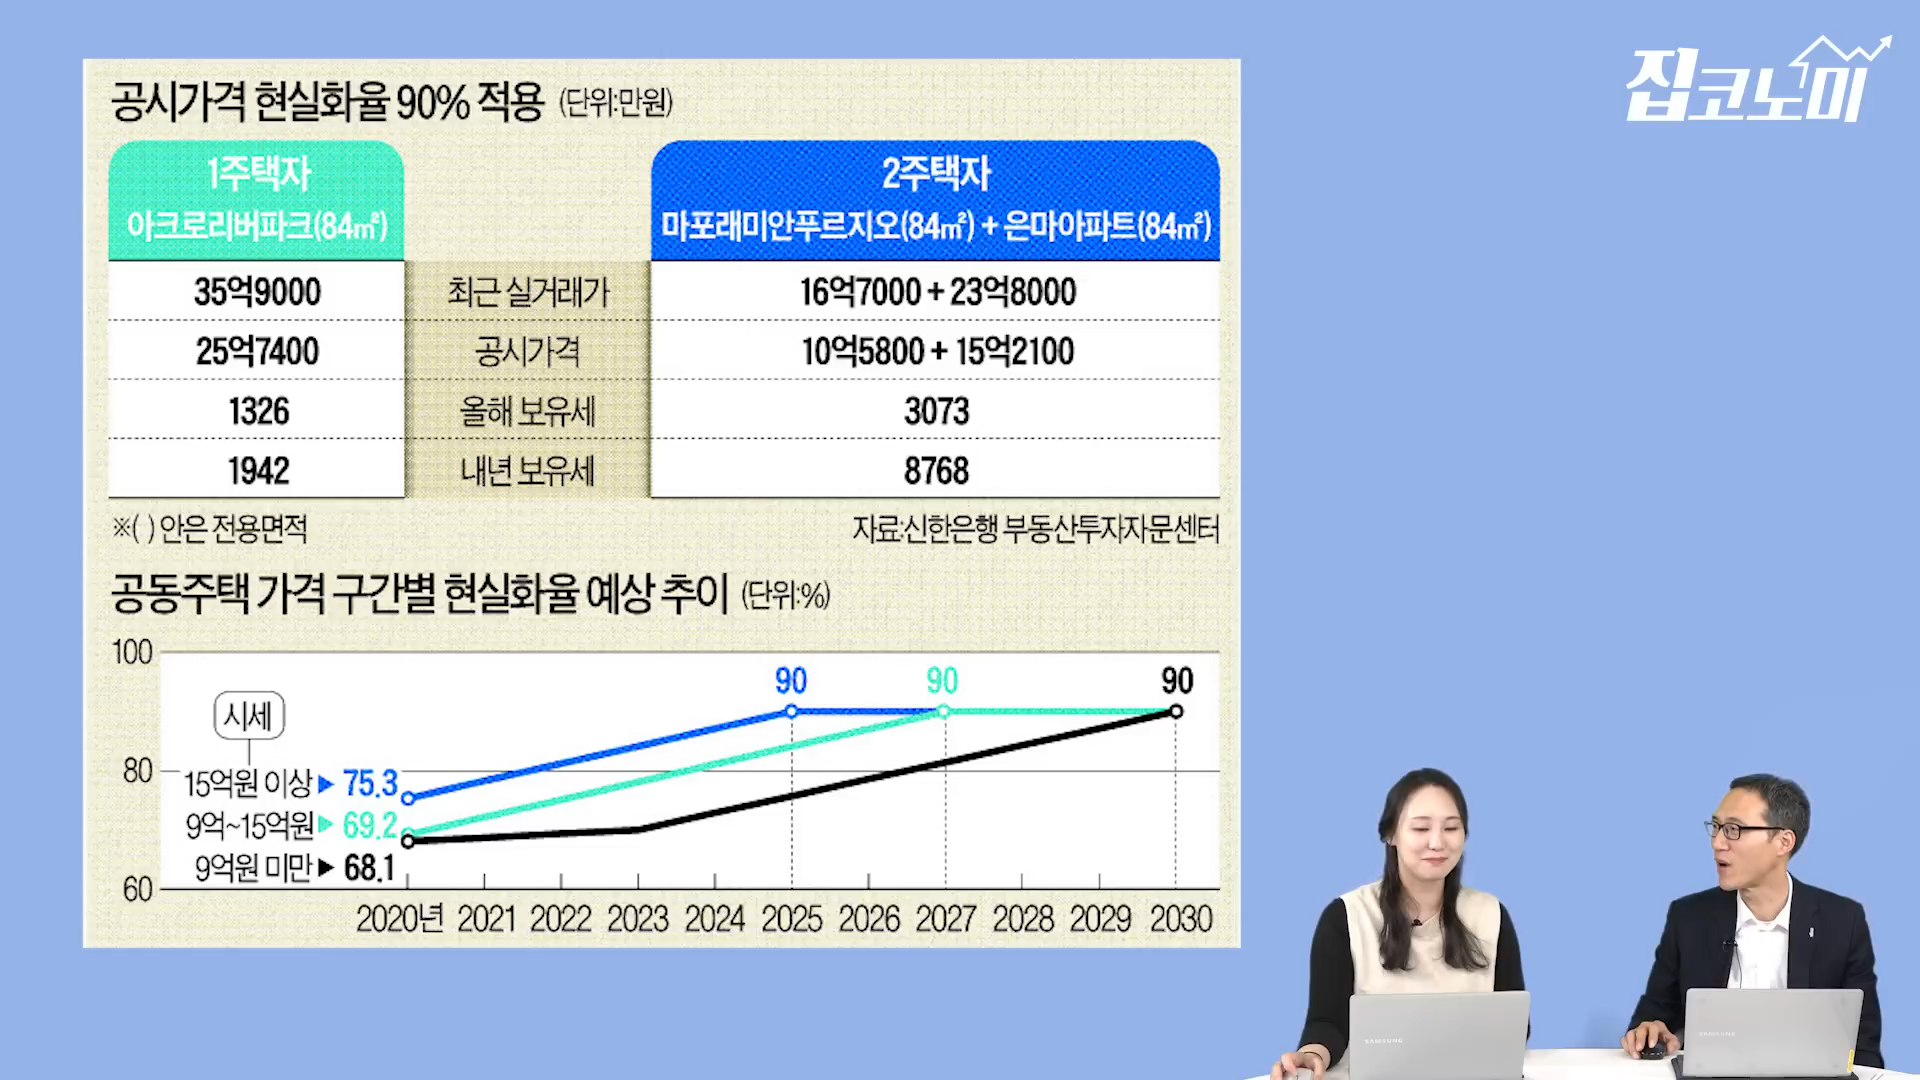 집코노미
공시가격 현실화율 90% 적용 (단위:만원)
1주택자
아크로리버파크(84㎡)
2주택자
마포래미안푸르지오(84㎡) + 은마아파트(84㎡)
35억9000 최근 실거래가 16억7000 + 23억8000
25억7400 공시가격 10억5800 + 15억2100
1326 올해 보유세 3073
1942 내년 보유세 8768
※( ) 안은 전용면적 자료:신한은행 부동산투자자문센터
공동주택 가격 구간별 현실화율 예상 추이 (단위:%)
100
90 90 90
시세
80
15억원 이상 ▶ 75.3
9억~15억원 ▶ 69.2
9억원 미만 ▶ 68.1
60
2020년 2021 2022 2023 2024 2025 2026 2027 2028 2029 2030
SAMSUNG
SAMSUNG